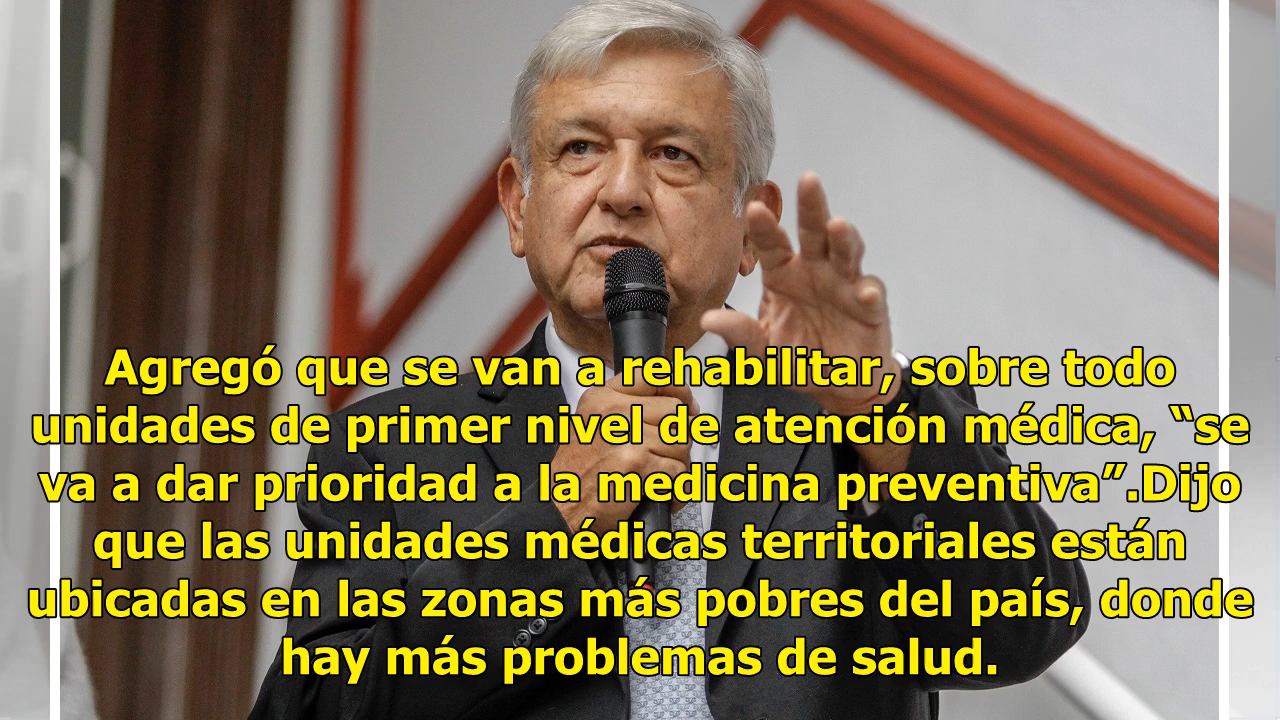 Agregó que se van a rehabilitar, sobre todo
unidades de primer nivel de atención médica, “se
va a dar prioridad a la medicina preventiva”.Dijo
que las unidades médicas territoriales están
ubicadas en las zonas más pobres del país, donde
hay más problemas de salud.